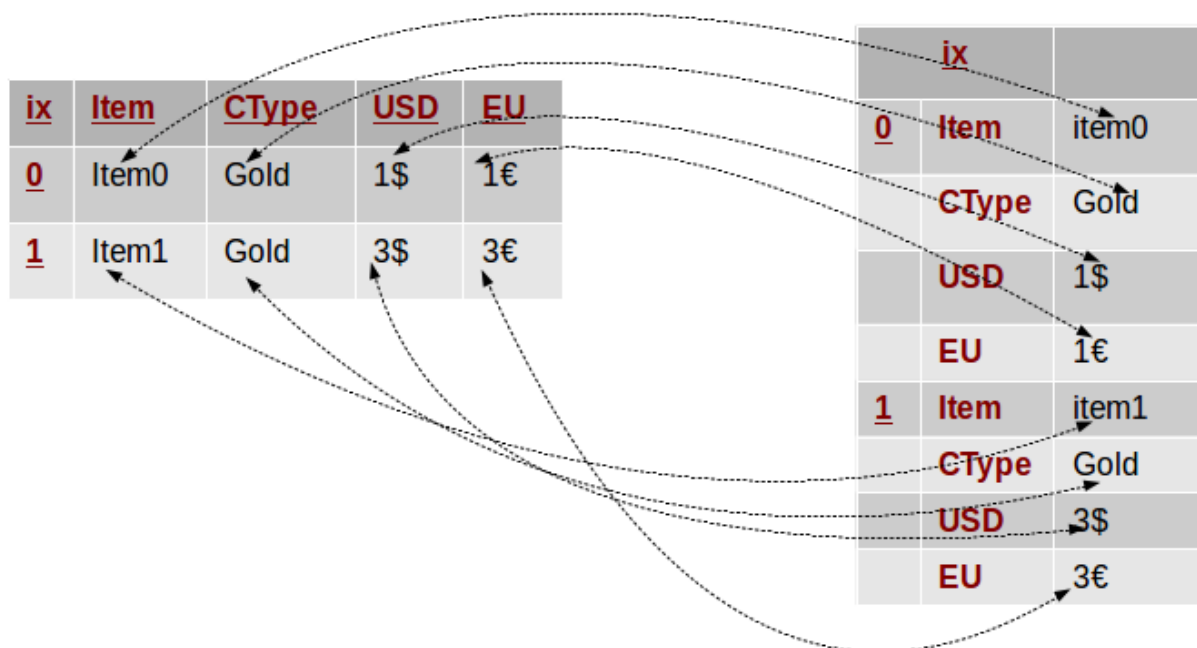 ix Item CType USD EU
0 Item0 Gold 1$ 1€
1 Item1 Gold 3$ 3€
ix
0 Item item0
CType Gold
USD 1$
EU 1€
1 Item item1
CType Gold
USD 3$
EU 3€